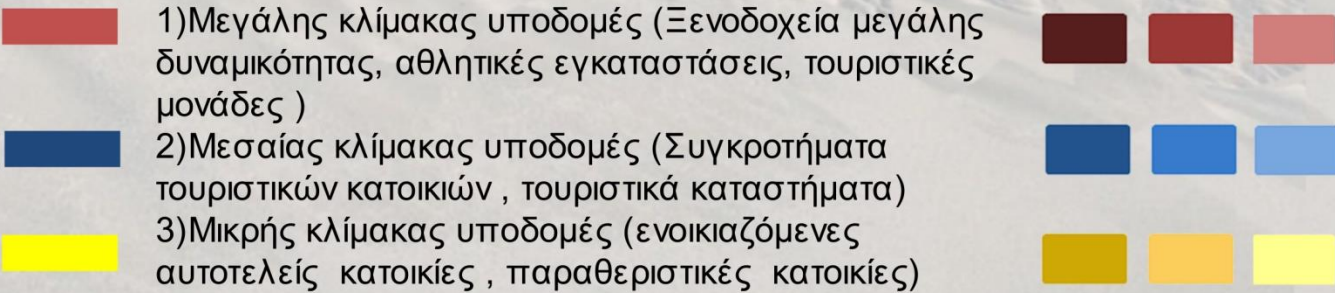 1)Μεγάλης κλίμακας υποδομές (Ξενοδοχεία μεγάλης
δυναμικότητας, αθλητικές εγκαταστάσεις, τουριστικές
μονάδες )
2)Μεσαίας κλίμακας υποδομές (Συγκροτήματα
τουριστικών κατοικιών , τουριστικά καταστήματα)
3)Μικρής κλίμακας υποδομές (ενοικιαζόμενες
αυτοτελείς κατοικίες , παραθεριστικές κατοικίες)